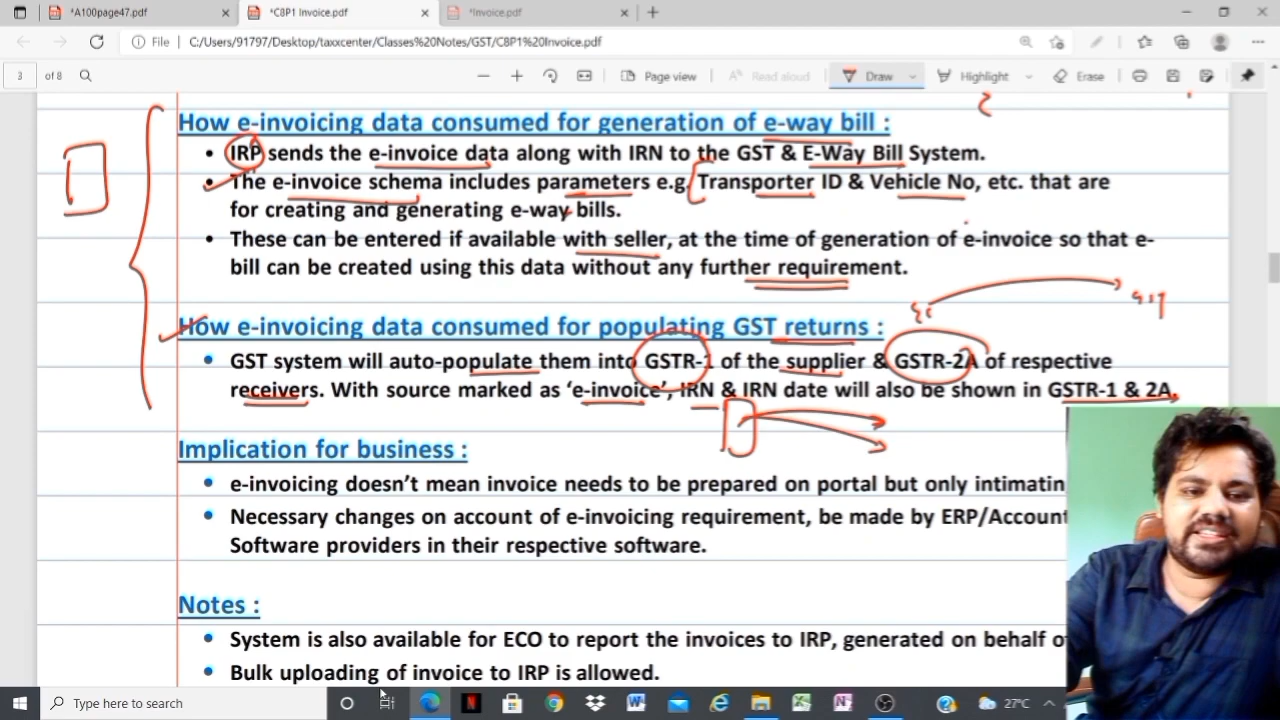 *A100page47.pdf
*C8P1 Invoice.pdf
*Invoice.pdf
File
C:/Users/91797/Desktop/taxxcenter/Classes%20Notes/GST/C8P1%20Invoice.pdf
3 of 8
Page view
Read aloud
Draw
Highlight
Erase
How e-invoicing data consumed for generation of e-way bill :
• IRP sends the e-invoice data along with IRN to the GST & E-Way Bill System.
• The e-invoice schema includes parameters e.g. Transporter ID & Vehicle No, etc. that are
for creating and generating e-way bills.
• These can be entered if available with seller, at the time of generation of e-invoice so that e-
bill can be created using this data without any further requirement.
How e-invoicing data consumed for populating GST returns :
• GST system will auto-populate them into GSTR-1 of the supplier & GSTR-2A of respective
receivers. With source marked as ‘e-invoice’, IRN & IRN date will also be shown in GSTR-1 & 2A.
Implication for business :
• e-invoicing doesn’t mean invoice needs to be prepared on portal but only intimatin
• Necessary changes on account of e-invoicing requirement, be made by ERP/Account
Software providers in their respective software.
Notes :
• System is also available for ECO to report the invoices to IRP, generated on behalf o
• Bulk uploading of invoice to IRP is allowed.
Type here to search
27°C